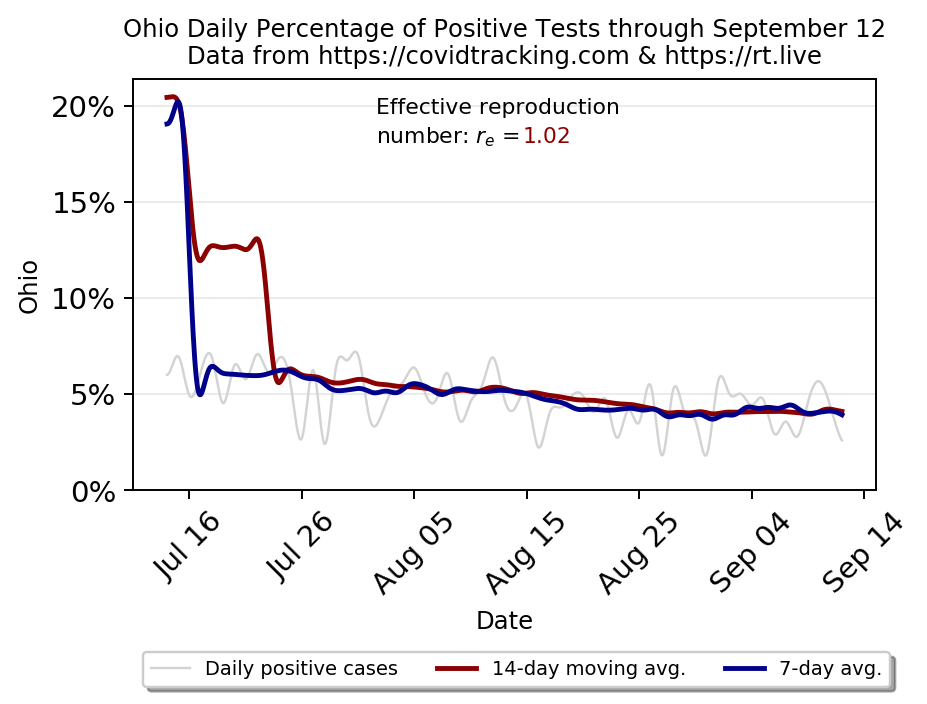 Ohio Daily Percentage of Positive Tests through September 12
Data from https://covidtracking.com & https://rt.live
Effective reproduction
number: rₑ =1.02
20%
15%
10%
5%
0%
Ohio
Jul 16
Jul 26
Aug 05
Aug 15
Aug 25
Sep 04
Sep 14
Date
Daily positive cases
14-day moving avg.
7-day avg.